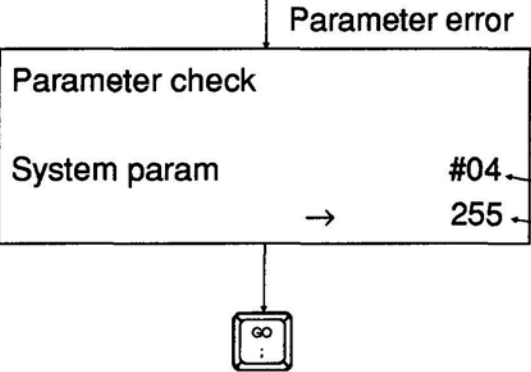 Parameter error
Parameter check
System param #04
→ 255
GO
;